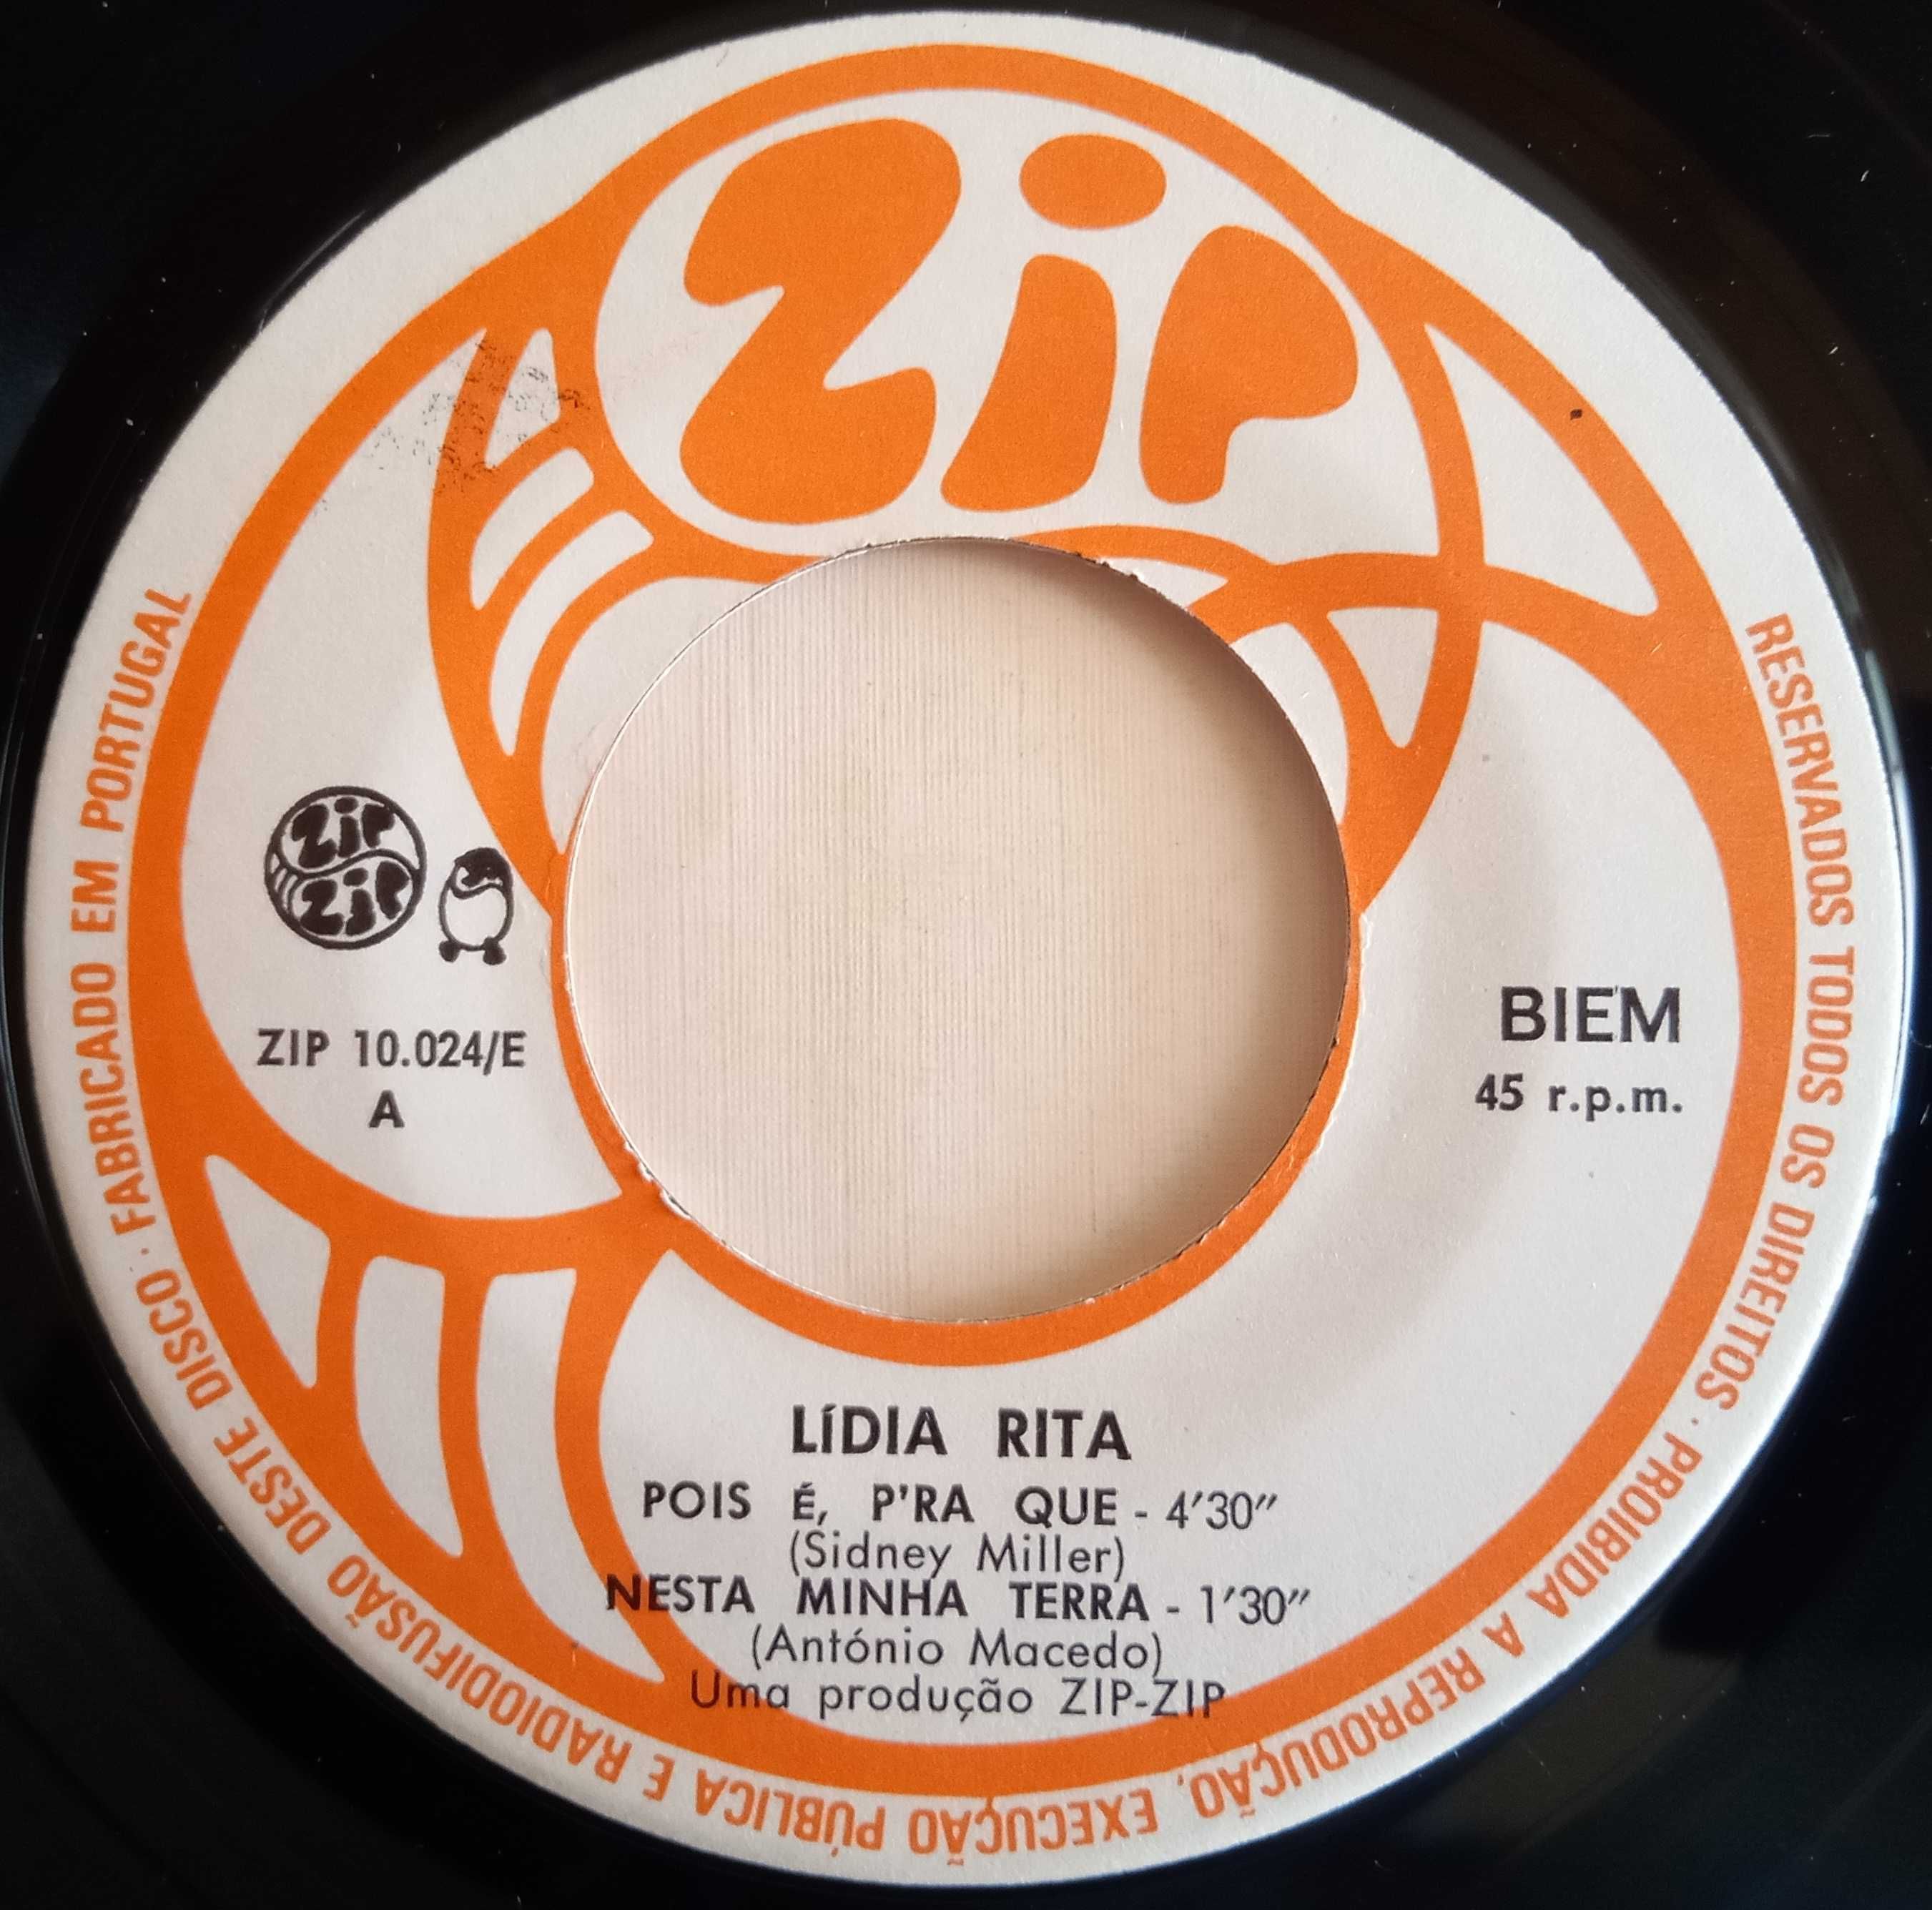 Zip
RESERVADOS TODOS OS DIREITOS · PROIBIDA A REPRODUÇÃO, EXECUÇÃO PÚBLICA E RADIODIFUSÃO DESTE DISCO · FABRICADO EM PORTUGAL
Zip
Zip
ZIP 10.024/E
A
BIEM
45 r.p.m.
LÍDIA RITA
POIS É, P'RA QUE - 4'30"
(Sidney Miller)
NESTA MINHA TERRA - 1'30"
(António Macedo)
Uma produção ZIP-ZIP